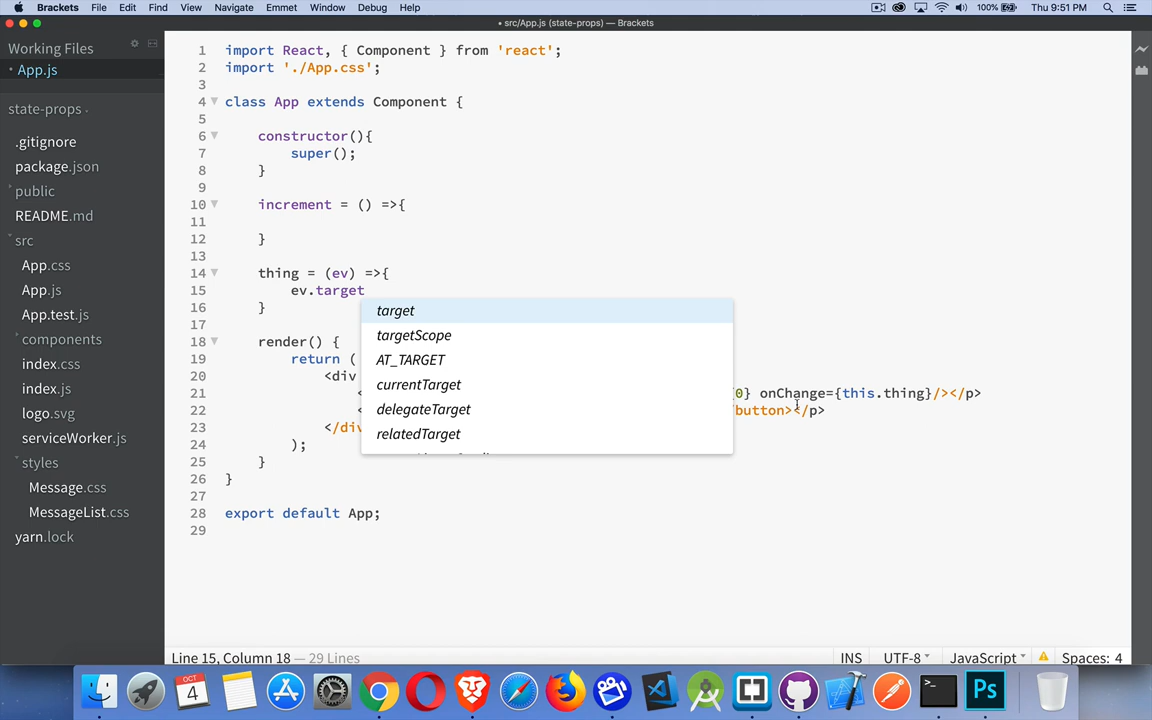 Brackets File Edit Find View Navigate Emmet Window Debug Help 100% Thu 9:51 PM
• src/App.js (state-props) — Brackets
Working Files
• App.js
state-props
.gitignore
package.json
public
README.md
src
App.css
App.js
App.test.js
components
index.css
index.js
logo.svg
serviceWorker.js
styles
Message.css
MessageList.css
yarn.lock
1 import React, { Component } from 'react';
2 import './App.css';
3
4 class App extends Component {
5
6 constructor(){
7 super();
8 }
9
10 increment = () =>{
11
12 }
13
14 thing = (ev) =>{
15 ev.target
16 }
17
18 render() {
19 return (
20 <div
21 < 0} onChange={this.thing}/></p>
22 < button></p>
23 </div
24 );
25 }
26 }
27
28 export default App;
29
target
targetScope
AT_TARGET
currentTarget
delegateTarget
relatedTarget
Line 15, Column 18 — 29 Lines INS UTF-8 JavaScript Spaces: 4
OCT
4
>_
Ps